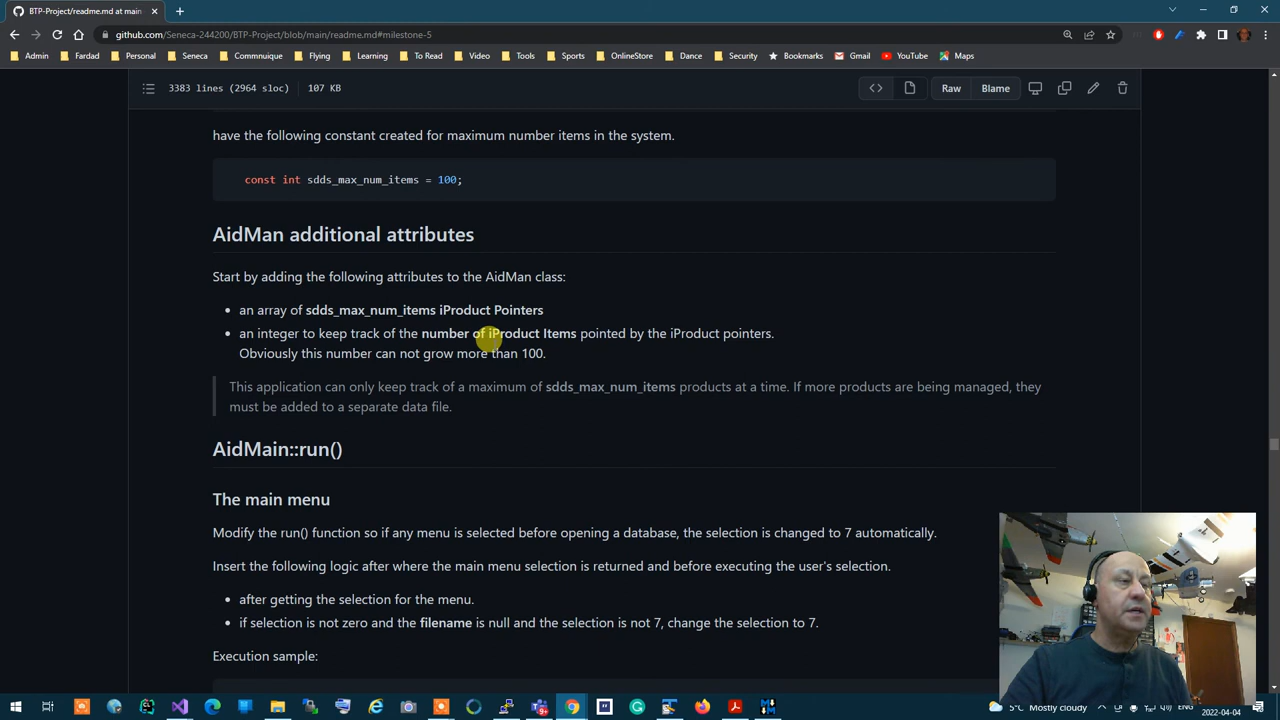 BTP-Project/readme.md at main
github.com/Seneca-244200/BTP-Project/blob/main/readme.md#milestone-5
Admin Fardad Personal Seneca Commnuique Flying Learning To Read Video Tools Sports OnlineStore Dance Security Bookmarks Gmail YouTube Maps
3383 lines (2964 sloc) 107 KB Raw Blame
have the following constant created for maximum number items in the system.
const int sdds_max_num_items = 100;
AidMan additional attributes
Start by adding the following attributes to the AidMan class:
an array of sdds_max_num_items iProduct Pointers
an integer to keep track of the number of iProduct Items pointed by the iProduct pointers.
Obviously this number can not grow more than 100.
This application can only keep track of a maximum of sdds_max_num_items products at a time. If more products are being managed, they
must be added to a separate data file.
AidMain::run()
The main menu
Modify the run() function so if any menu is selected before opening a database, the selection is changed to 7 automatically.
Insert the following logic after where the main menu selection is returned and before executing the user's selection.
after getting the selection for the menu.
if selection is not zero and the filename is null and the selection is not 7, change the selection to 7.
Execution sample:
5°C Mostly cloudy ENG
2022-04-04